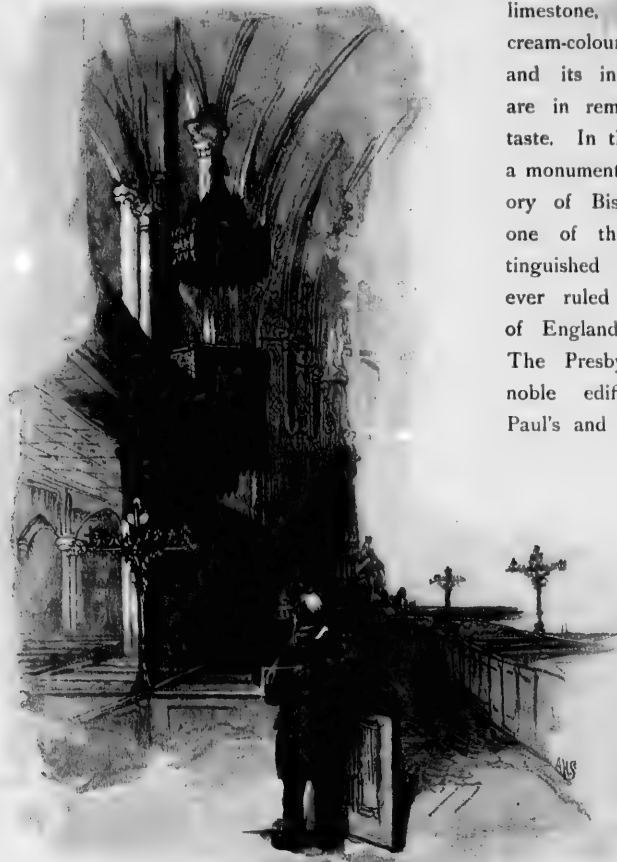 limestone,
cream-colour
and its in
are in rem
taste. In t
a monument
ory of Bis
one of th
tinguished
ever ruled
of England
The Presby
noble edif
Paul's and
AHS